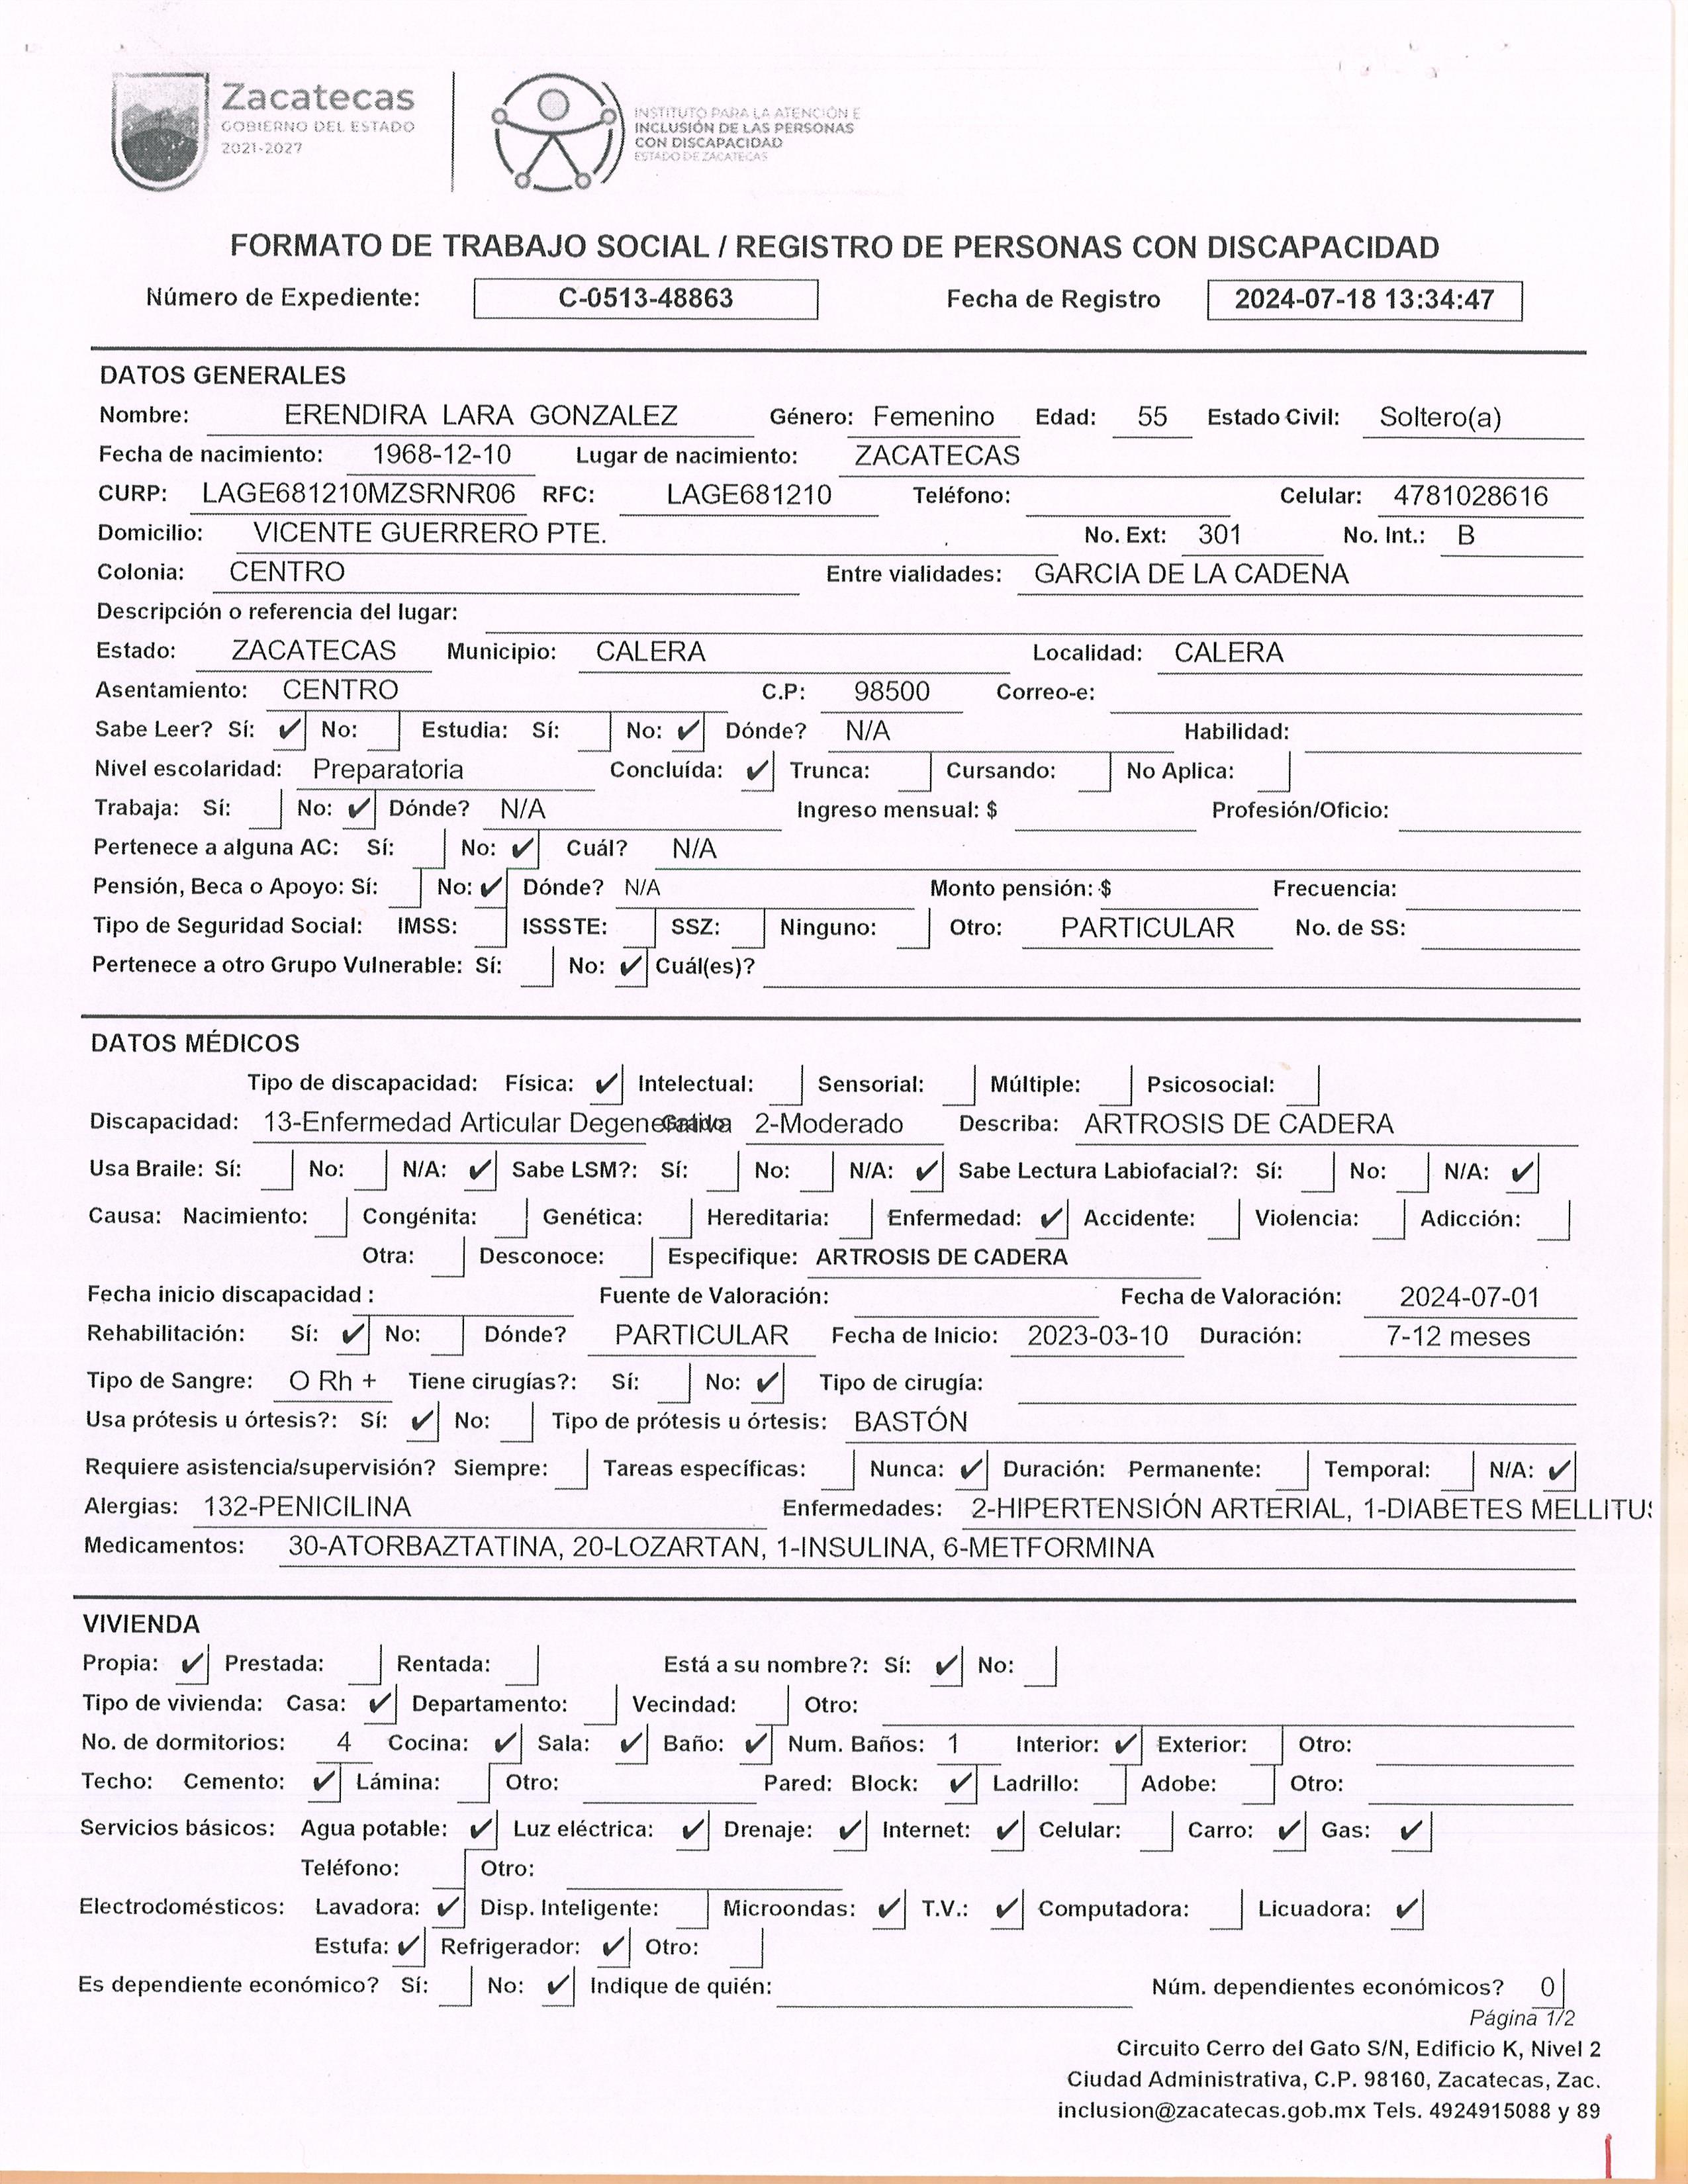 Zacatecas
GOBIERNO DEL ESTADO
2021-2027
INSTITUTO PARA LA ATENCIÓN E
INCLUSIÓN DE LAS PERSONAS
CON DISCAPACIDAD
ESTADO DE ZACATECAS
FORMATO DE TRABAJO SOCIAL / REGISTRO DE PERSONAS CON DISCAPACIDAD
Número de Expediente: C-0513-48863 Fecha de Registro 2024-07-18 13:34:47
DATOS GENERALES
Nombre: ERENDIRA LARA GONZALEZ Género: Femenino Edad: 55 Estado Civil: Soltero(a)
Fecha de nacimiento: 1968-12-10 Lugar de nacimiento: ZACATECAS
CURP: LAGE681210MZSRNR06 RFC: LAGE681210 Teléfono: Celular: 4781028616
Domicilio: VICENTE GUERRERO PTE. No. Ext: 301 No. Int.: B
Colonia: CENTRO Entre vialidades: GARCIA DE LA CADENA
Descripción o referencia del lugar:
Estado: ZACATECAS Municipio: CALERA Localidad: CALERA
Asentamiento: CENTRO C.P: 98500 Correo-e:
Sabe Leer? Sí: ✔ No: Estudia: Sí: No: ✔ Dónde? N/A Habilidad:
Nivel escolaridad: Preparatoria Concluída: ✔ Trunca: Cursando: No Aplica:
Trabaja: Sí: No: ✔ Dónde? N/A Ingreso mensual: $ Profesión/Oficio:
Pertenece a alguna AC: Sí: No: ✔ Cuál? N/A
Pensión, Beca o Apoyo: Sí: No: ✔ Dónde? N/A Monto pensión: $ Frecuencia:
Tipo de Seguridad Social: IMSS: ISSSTE: SSZ: Ninguno: Otro: PARTICULAR No. de SS:
Pertenece a otro Grupo Vulnerable: Sí: No: ✔ Cuál(es)?
DATOS MÉDICOS
Tipo de discapacidad: Física: ✔ Intelectual: Sensorial: Múltiple: Psicosocial:
Discapacidad: 13-Enfermedad Articular Degenerativa Grado: 2-Moderado Describa: ARTROSIS DE CADERA
Usa Braile: Sí: No: N/A: ✔ Sabe LSM?: Sí: No: N/A: ✔ Sabe Lectura Labiofacial?: Sí: No: N/A: ✔
Causa: Nacimiento: Congénita: Genética: Hereditaria: Enfermedad: ✔ Accidente: Violencia: Adicción:
Otra: Desconoce: Especifique: ARTROSIS DE CADERA
Fecha inicio discapacidad : Fuente de Valoración: Fecha de Valoración: 2024-07-01
Rehabilitación: Sí: ✔ No: Dónde? PARTICULAR Fecha de Inicio: 2023-03-10 Duración: 7-12 meses
Tipo de Sangre: O Rh + Tiene cirugías?: Sí: No: ✔ Tipo de cirugía:
Usa prótesis u órtesis?: Sí: ✔ No: Tipo de prótesis u órtesis: BASTÓN
Requiere asistencia/supervisión? Siempre: Tareas específicas: Nunca: ✔ Duración: Permanente: Temporal: N/A: ✔
Alergias: 132-PENICILINA Enfermedades: 2-HIPERTENSIÓN ARTERIAL, 1-DIABETES MELLITUS
Medicamentos: 30-ATORBAZTATINA, 20-LOZARTAN, 1-INSULINA, 6-METFORMINA
VIVIENDA
Propia: ✔ Prestada: Rentada: Está a su nombre?: Sí: ✔ No:
Tipo de vivienda: Casa: ✔ Departamento: Vecindad: Otro:
No. de dormitorios: 4 Cocina: ✔ Sala: ✔ Baño: ✔ Num. Baños: 1 Interior: ✔ Exterior: Otro:
Techo: Cemento: ✔ Lámina: Otro: Pared: Block: ✔ Ladrillo: Adobe: Otro:
Servicios básicos: Agua potable: ✔ Luz eléctrica: ✔ Drenaje: ✔ Internet: ✔ Celular: Carro: ✔ Gas: ✔
Teléfono: Otro:
Electrodomésticos: Lavadora: ✔ Disp. Inteligente: Microondas: ✔ T.V.: ✔ Computadora: Licuadora: ✔
Estufa: ✔ Refrigerador: ✔ Otro:
Es dependiente económico? Sí: No: ✔ Indique de quién: Núm. dependientes económicos? 0
Página 1/2
Circuito Cerro del Gato S/N, Edificio K, Nivel 2
Ciudad Administrativa, C.P. 98160, Zacatecas, Zac.
inclusion@zacatecas.gob.mx Tels. 4924915088 y 89